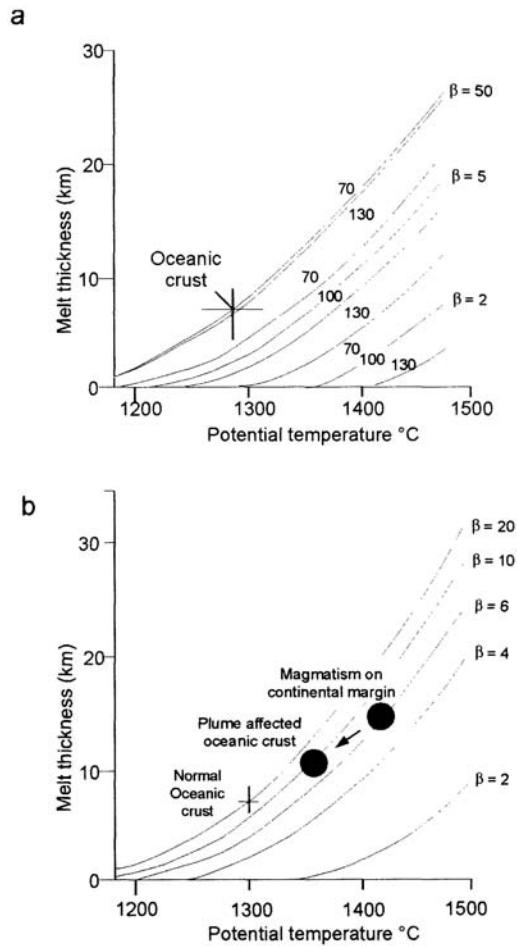 a
30
20
10
0
Melt thickness (km)
β = 50
70
130
β = 5
Oceanic
crust
70
100
130
β = 2
70
100
130
1200
1300
1400
1500
Potential temperature °C
b
30
20
10
0
Melt thickness (km)
β = 20
β = 10
β = 6
β = 4
Magmatism on
continental margin
Plume affected
oceanic crust
Normal
Oceanic
crust
β = 2
1200
1300
1400
1500
Potential temperature °C